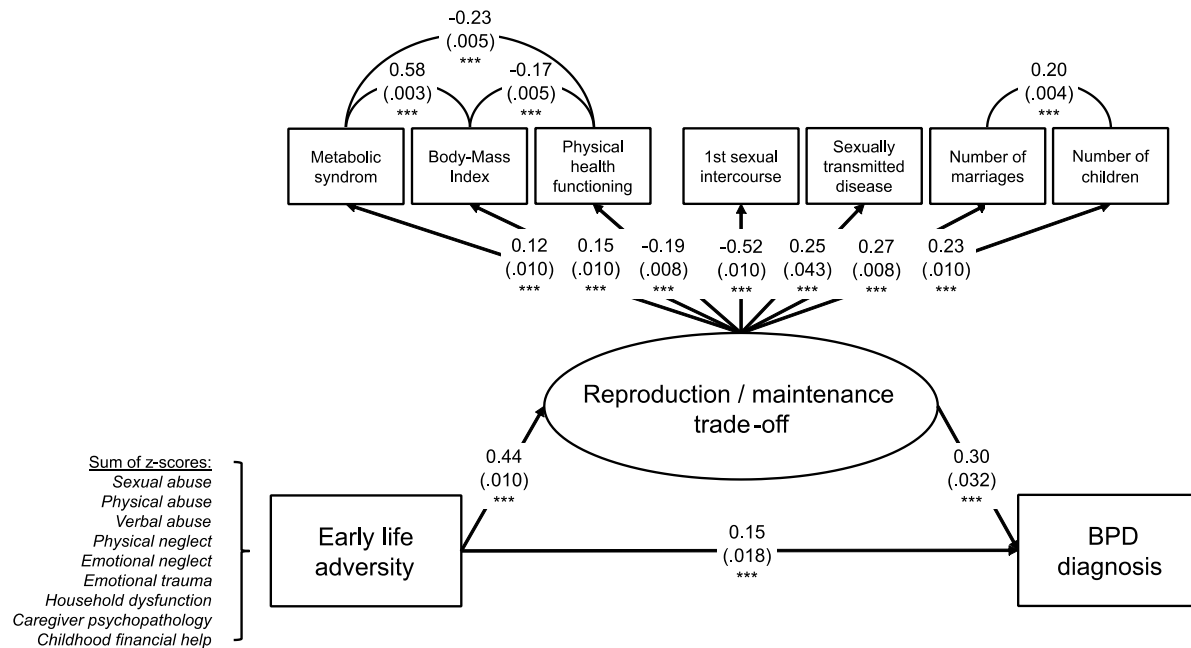 -0.23
(.005)
***
0.58
(.003)
***
-0.17
(.005)
***
0.20
(.004)
***
Metabolic
syndrom
Body-Mass
Index
Physical
health
functioning
1st sexual
intercourse
Sexually
transmitted
disease
Number of
marriages
Number of
children
0.12
(.010)
***
0.15
(.010)
***
-0.19
(.008)
***
-0.52
(.010)
***
0.25
(.043)
***
0.27
(.008)
***
0.23
(.010)
***
Reproduction / maintenance
trade-off
0.44
(.010)
***
0.30
(.032)
***
Sum of z-scores:
Sexual abuse
Physical abuse
Verbal abuse
Physical neglect
Emotional neglect
Emotional trauma
Household dysfunction
Caregiver psychopathology
Childhood financial help
Early life
adversity
0.15
(.018)
***
BPD
diagnosis